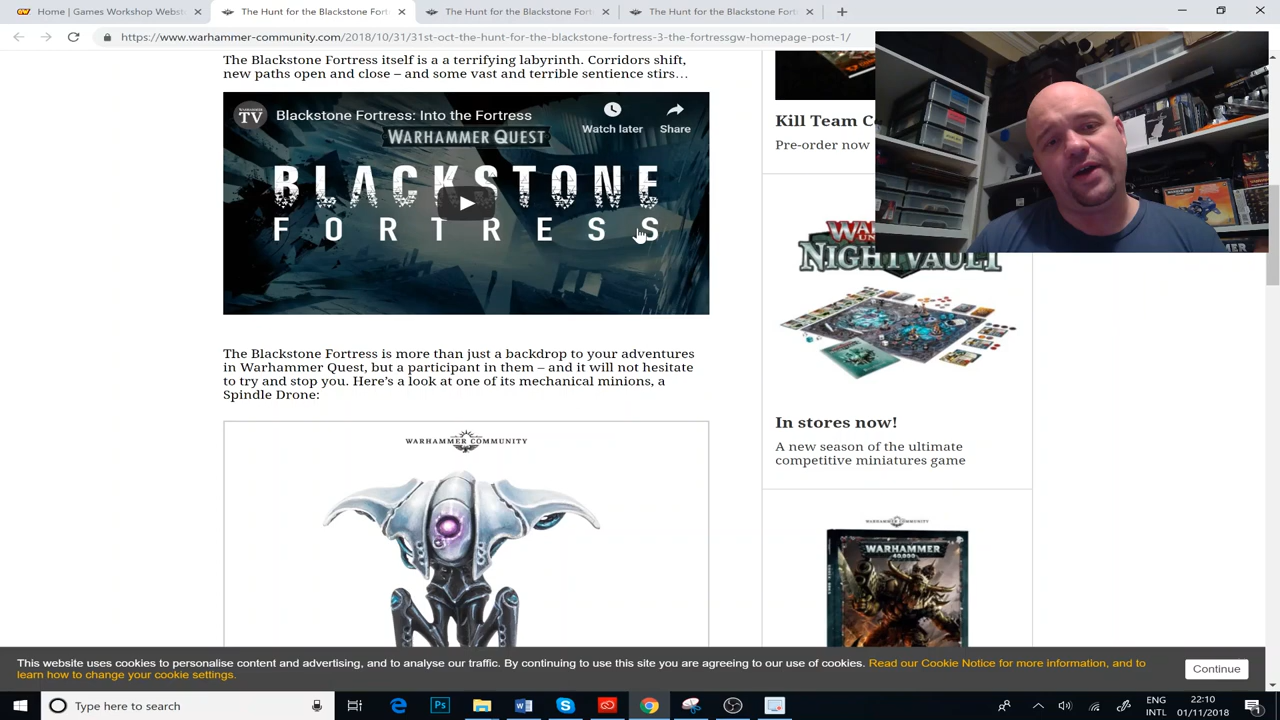 Home | Games Workshop Webst
The Hunt for the Blackstone Fort
The Hunt for the Blackstone Fort
The Hunt for the Blackstone Fort
https://www.warhammer-community.com/2018/10/31/31st-oct-the-hunt-for-the-blackstone-fortress-3-the-fortressgw-homepage-post-1/
The Blackstone Fortress itself is a a terrifying labyrinth. Corridors shift,
new paths open and close – and some vast and terrible sentience stirs…
WARHAMMER
TV
Blackstone Fortress: Into the Fortress
Watch later
Share
WARHAMMER QUEST
BLACKSTONE
FORTRESS
The Blackstone Fortress is more than just a backdrop to your adventures
in Warhammer Quest, but a participant in them – and it will not hesitate
to try and stop you. Here's a look at one of its mechanical minions, a
Spindle Drone:
WARHAMMER COMMUNITY
Kill Team C
Pre-order now
WA
UN
NIGHTVAULT
In stores now!
A new season of the ultimate
competitive miniatures game
WARHAMMER COMMUNITY
WARHAMMER
40,000
This website uses cookies to personalise content and advertising, and to analyse our traffic. By continuing to use this site you are agreeing to our use of cookies. Read our Cookie Notice for more information, and to
learn how to change your cookie settings.
Continue
Type here to search
ENG
INTL
22:10
01/11/2018
1